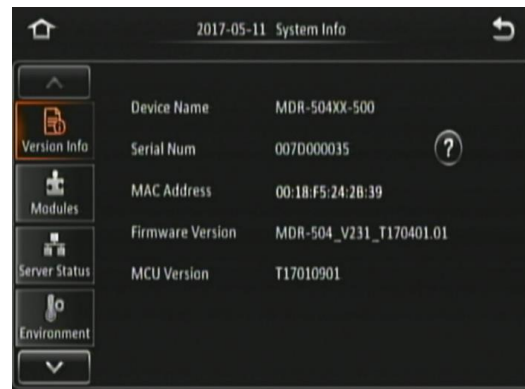 2017-05-11 System Info
Version Info
Modules
Server Status
Environment
Device Name MDR-504XX-500
Serial Num 007D000035
?
MAC Address 00:18:F5:24:2B:39
Firmware Version MDR-504_V231_T170401.01
MCU Version T17010901